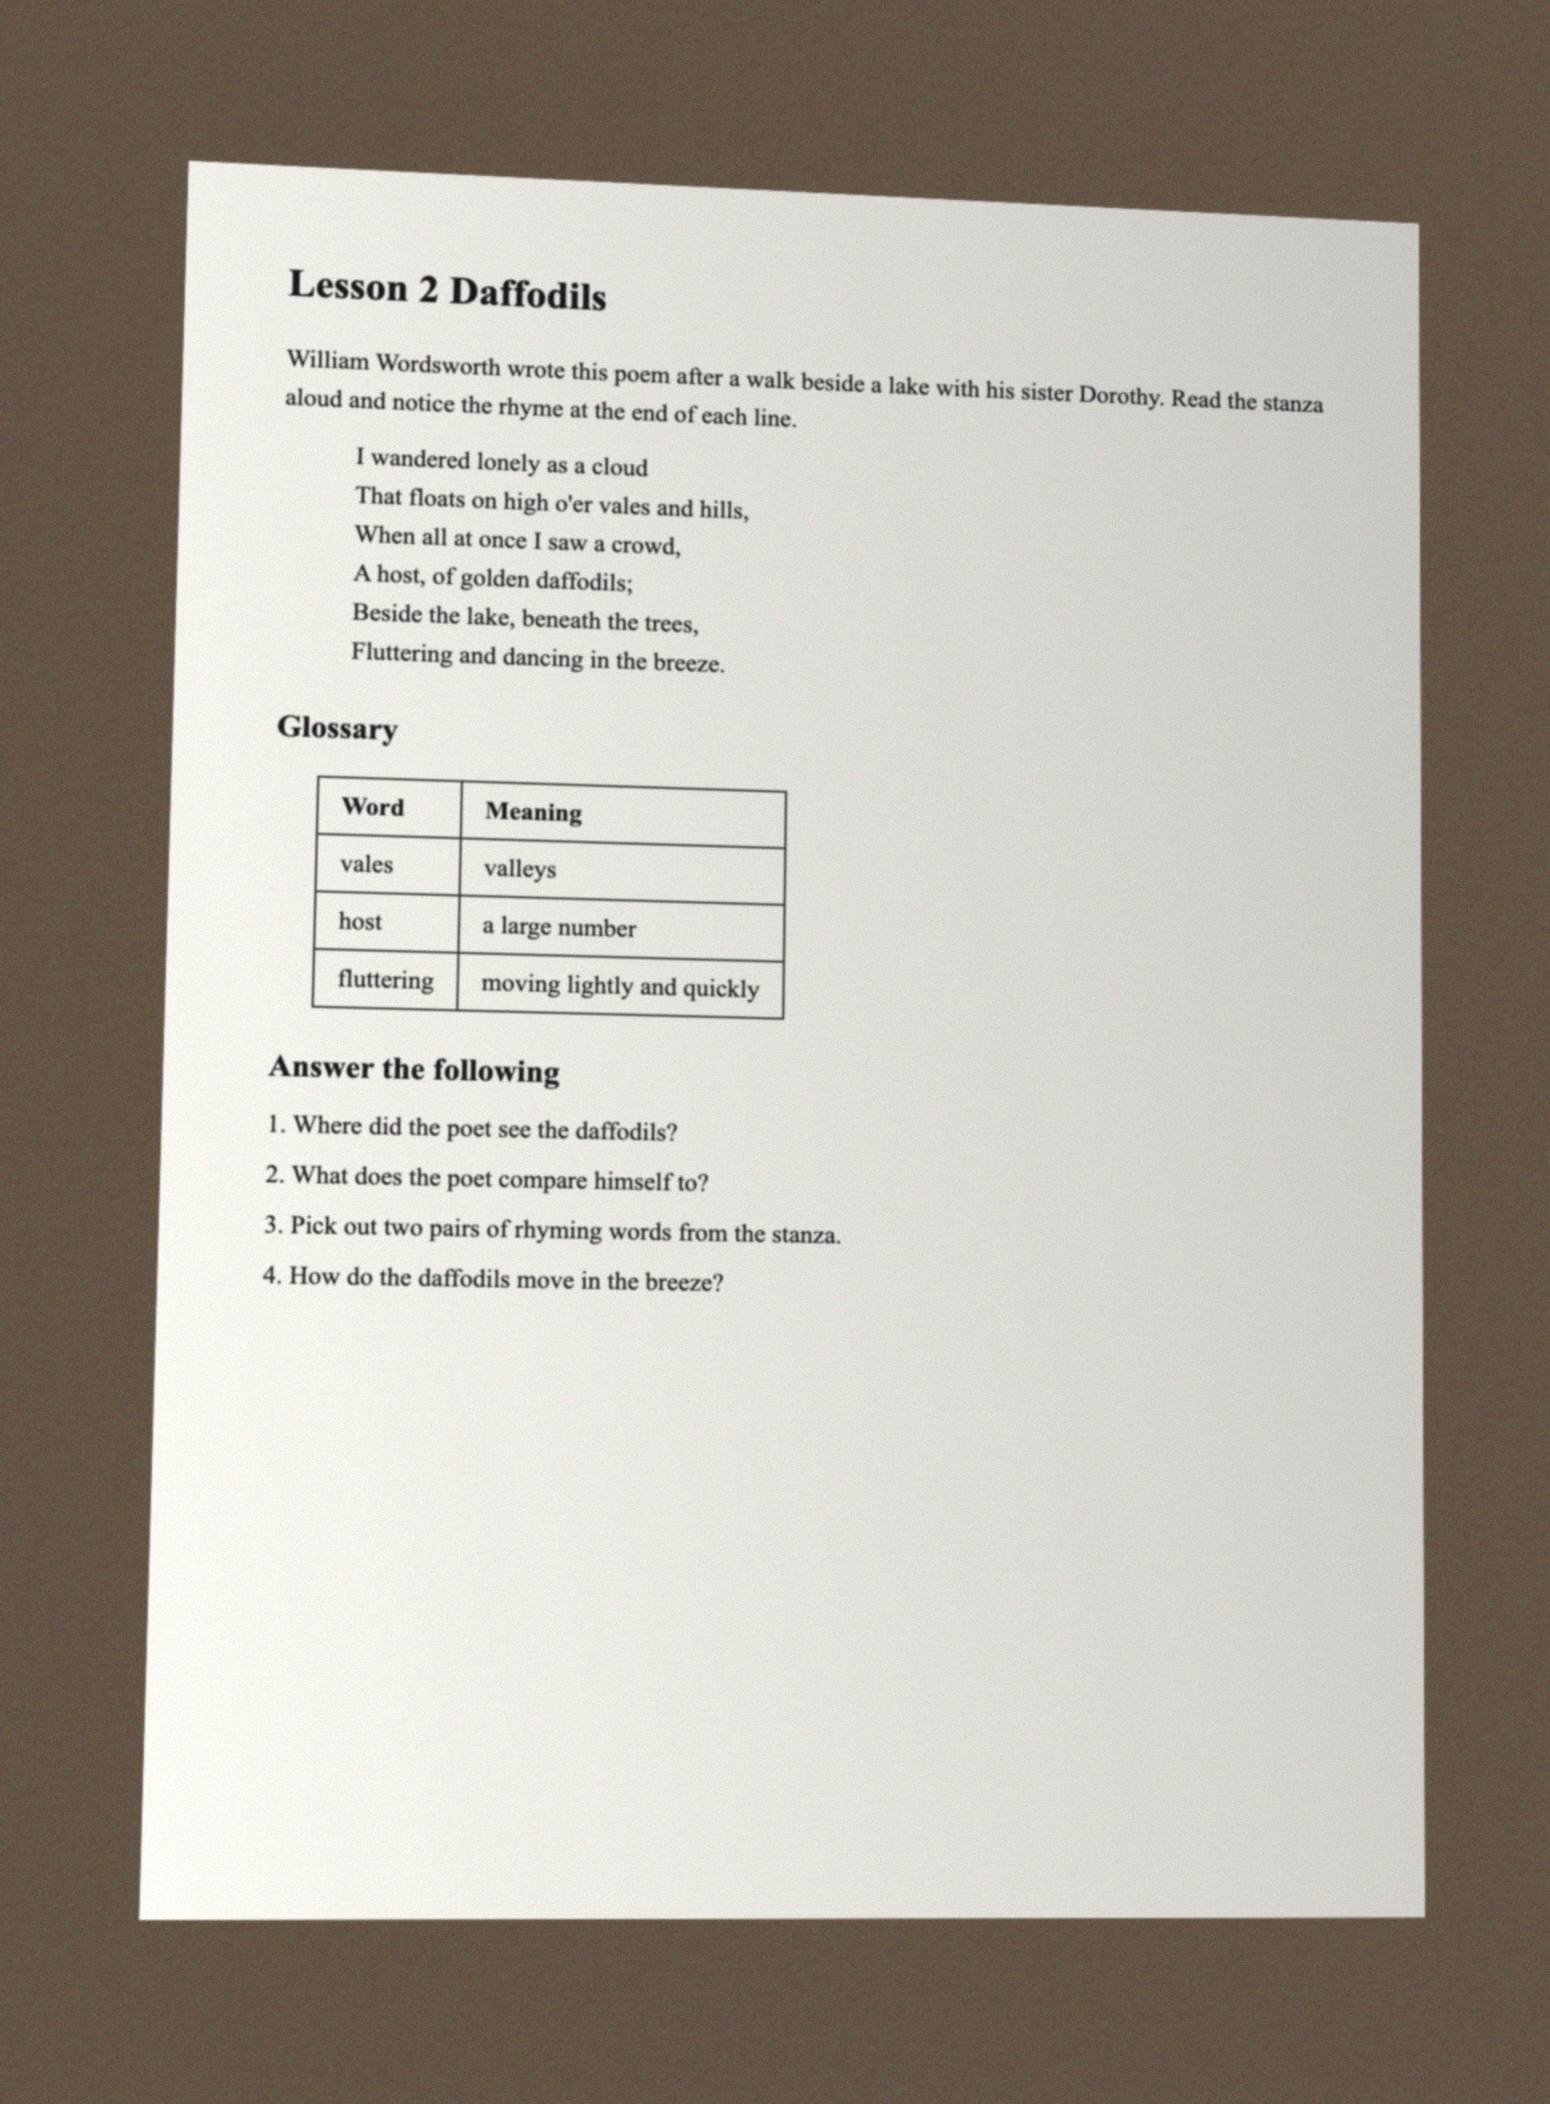 Lesson 2 Daffodils
William Wordsworth wrote this poem after a walk beside a lake with his sister Dorothy. Read the stanza
aloud and notice the rhyme at the end of each line.
I wandered lonely as a cloud
That floats on high o'er vales and hills,
When all at once I saw a crowd,
A host, of golden daffodils;
Beside the lake, beneath the trees,
Fluttering and dancing in the breeze.
Glossary
Word Meaning
vales valleys
host a large number
fluttering moving lightly and quickly
Answer the following
1. Where did the poet see the daffodils?
2. What does the poet compare himself to?
3. Pick out two pairs of rhyming words from the stanza.
4. How do the daffodils move in the breeze?